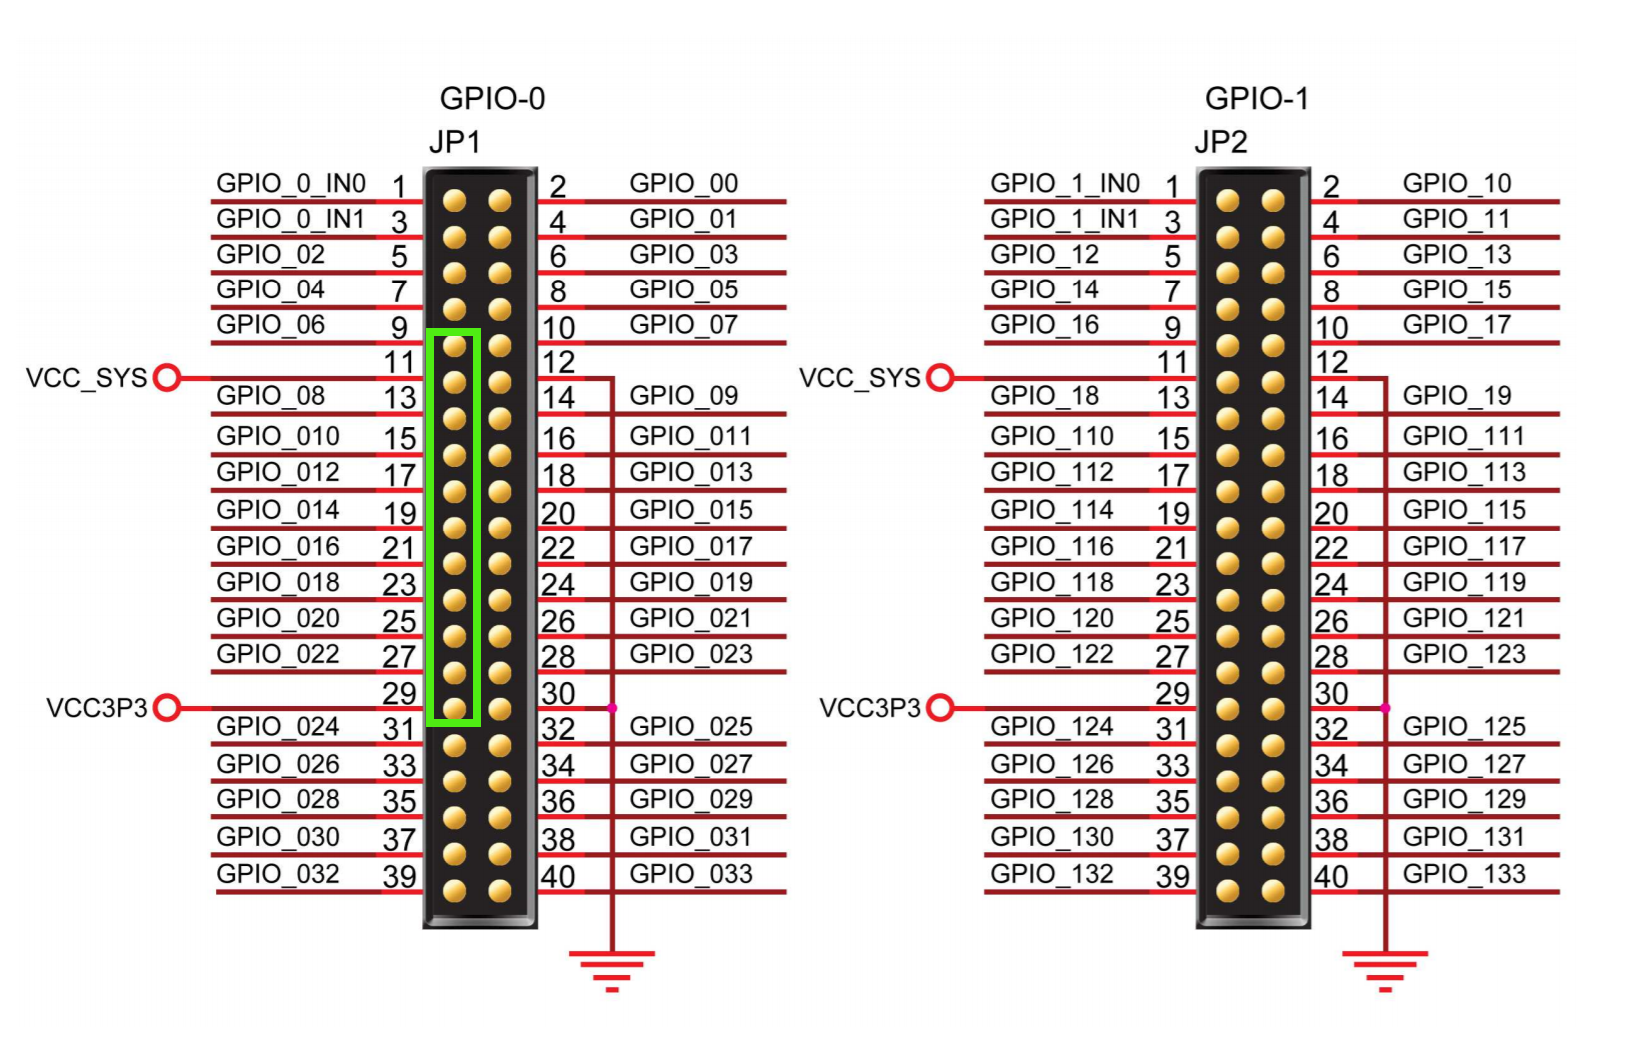 GPIO-0 GPIO-1
JP1 JP2
GPIO_0_IN0 1 2 GPIO_00 GPIO_1_IN0 1 2 GPIO_10
GPIO_0_IN1 3 4 GPIO_01 GPIO_1_IN1 3 4 GPIO_11
GPIO_02 5 6 GPIO_03 GPIO_12 5 6 GPIO_13
GPIO_04 7 8 GPIO_05 GPIO_14 7 8 GPIO_15
GPIO_06 9 10 GPIO_07 GPIO_16 9 10 GPIO_17
VCC_SYS 11 12 VCC_SYS 11 12
GPIO_08 13 14 GPIO_09 GPIO_18 13 14 GPIO_19
GPIO_010 15 16 GPIO_011 GPIO_110 15 16 GPIO_111
GPIO_012 17 18 GPIO_013 GPIO_112 17 18 GPIO_113
GPIO_014 19 20 GPIO_015 GPIO_114 19 20 GPIO_115
GPIO_016 21 22 GPIO_017 GPIO_116 21 22 GPIO_117
GPIO_018 23 24 GPIO_019 GPIO_118 23 24 GPIO_119
GPIO_020 25 26 GPIO_021 GPIO_120 25 26 GPIO_121
GPIO_022 27 28 GPIO_023 GPIO_122 27 28 GPIO_123
VCC3P3 29 30 VCC3P3 29 30
GPIO_024 31 32 GPIO_025 GPIO_124 31 32 GPIO_125
GPIO_026 33 34 GPIO_027 GPIO_126 33 34 GPIO_127
GPIO_028 35 36 GPIO_029 GPIO_128 35 36 GPIO_129
GPIO_030 37 38 GPIO_031 GPIO_130 37 38 GPIO_131
GPIO_032 39 40 GPIO_033 GPIO_132 39 40 GPIO_133